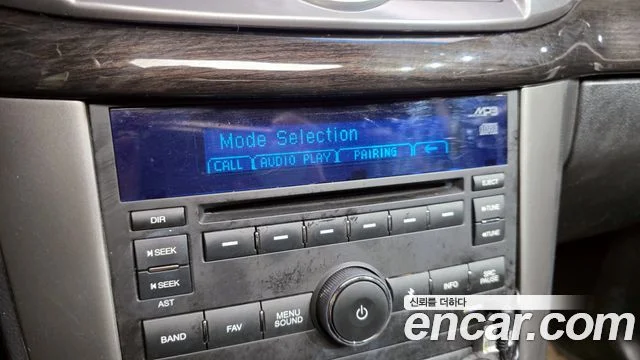 MP3
Mode Selection
CALL AUDIO PLAY PAIRING ←
EJECT
DIR
TUNE
SEEK
TUNE
SEEK
AST
INFO
SRC
PAUSE
BAND
FAV
MENU
SOUND
신뢰를 더하다
encar.com